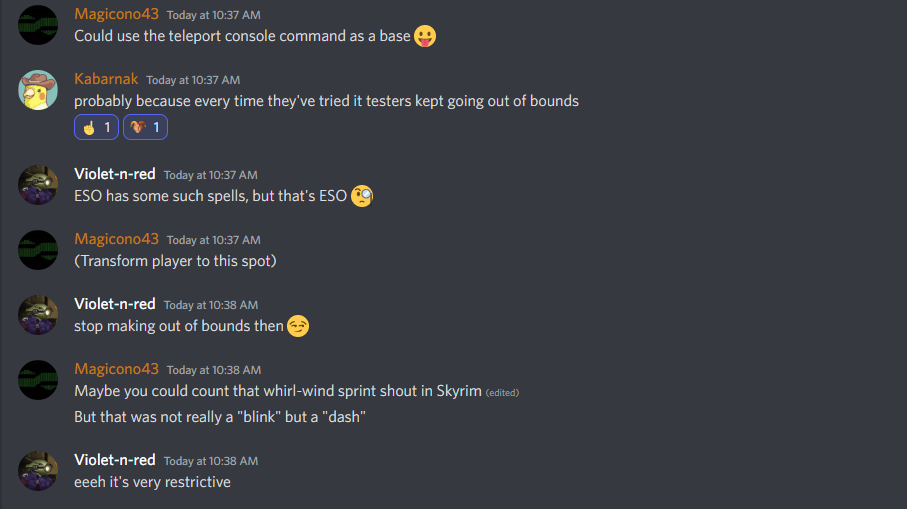 Magicono43 Today at 10:37 AM
Could use the teleport console command as a base 😛
Kabarnak Today at 10:37 AM
probably because every time they've tried it testers kept going out of bounds
☝ 1 🐐 1
Violet-n-red Today at 10:37 AM
ESO has some such spells, but that's ESO 🧐
Magicono43 Today at 10:37 AM
(Transform player to this spot)
Violet-n-red Today at 10:38 AM
stop making out of bounds then 😏
Magicono43 Today at 10:38 AM
Maybe you could count that whirl-wind sprint shout in Skyrim (edited)
But that was not really a "blink" but a "dash"
Violet-n-red Today at 10:38 AM
eeeh it's very restrictive